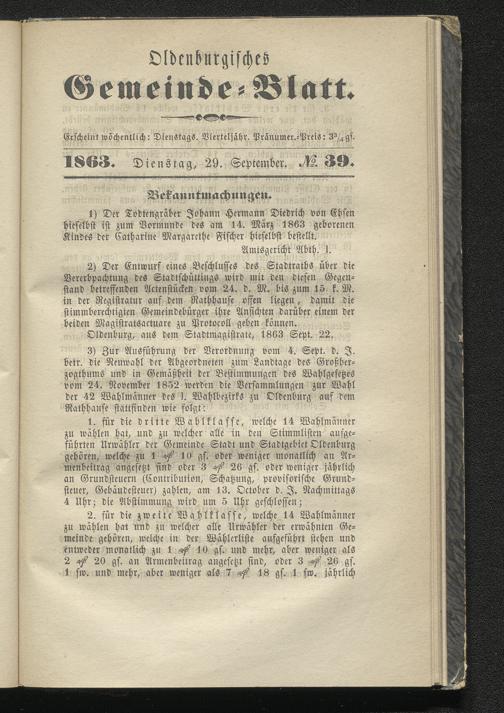 Oldenburgisches
Gemeinde-Blatt.
Erscheint wöchentlich: Dienstags. Vierteljähr. Pränumer.-Preis: 3¾ gs.
1863. Dienstag, 29. September. № 39.
Bekanntmachungen.
1) Der Todtengräber Johann Hermann Diedrich von Ehsen
hieselbst ist zum Vormunde des am 14. März 1863 geborenen
Kindes der Catharine Margarethe Fischer hieselbst bestellt.
Amtsgericht Abth. I.
2) Der Entwurf eines Beschlusses des Stadtraths über die
Vererbpachtung des Stadtschüttings wird mit den diesen Gegen-
stand betreffenden Actenstücken vom 24. d. M. bis zum 15. k. M.
in der Registratur auf dem Rathhause offen liegen, damit die
stimmberechtigten Gemeindebürger ihre Ansichten darüber einem der
beiden Magistratsactuare zu Protocoll geben können.
Oldenburg, aus dem Stadtmagistrate, 1863 Sept. 22.
3) Zur Ausführung der Verordnung vom 4. Sept. d. J.
betr. die Neuwahl der Abgeordneten zum Landtage des Großher-
zogthums und in Gemäßheit der Bestimmungen des Wahlgesetzes
vom 24. November 1852 werden die Versammlungen zur Wahl
der 42 Wahlmänner des I. Wahlbezirks zu Oldenburg auf dem
Rathhause stattfinden wie folgt:
1. für die dritte Wahlklasse, welche 14 Wahlmänner
zu wählen hat, und zu welcher alle in den Stimmlisten aufge-
führten Urwähler der Gemeinde Stadt und Stadtgebiet Oldenburg
gehören, welche zu 1 ₰ 10 gs. oder weniger monatlich an Ar-
menbeitrag angesetzt sind oder 3 ₰ 26 gs. oder weniger jährlich
an Grundsteuern (Contribution, Schatzung, provisorische Grund-
steuer, Gebäudesteuer) zahlen, am 13. October d. J. Nachmittags
4 Uhr; die Abstimmung wird um 5 Uhr geschlossen;
2. für die zweite Wahlklasse, welche 14 Wahlmänner
zu wählen hat und zu welcher alle Urwähler der erwähnten Ge-
meinde gehören, welche in der Wählerliste aufgeführt stehen und
entweder monatlich zu 1 ₰ 10 gs. und mehr, aber weniger als
2 ₰ 20 gs. an Armenbeitrag angesetzt sind, oder 3 ₰ 26 gs.
1 sw. und mehr, aber weniger als 7 ₰ 18 gs. 1 sw. jährlich